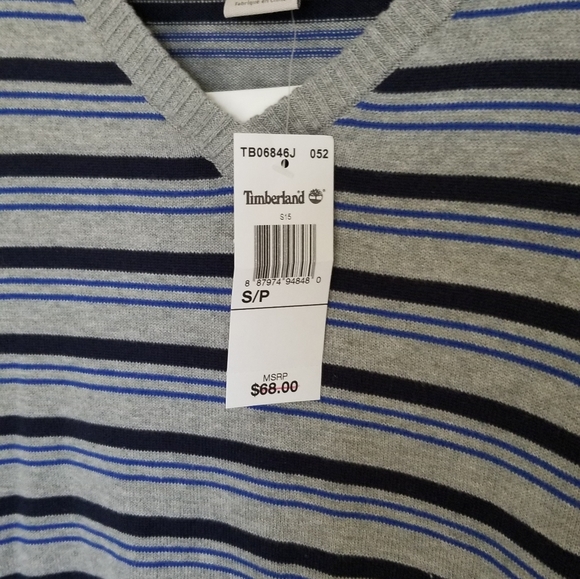 TB06846J 052
Timberland
S15
8 87974 94848 0
S/P
MSRP
$68.00